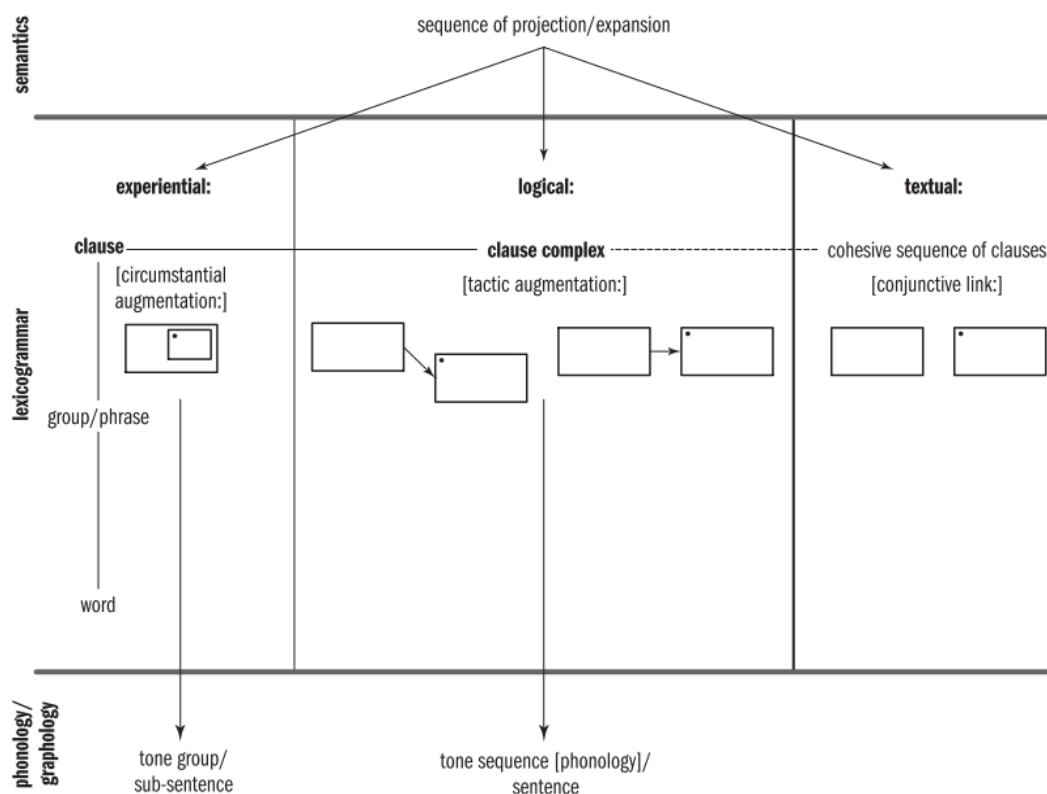 semantics
sequence of projection/expansion
lexicogrammar
experiential:
logical:
textual:
clause
clause complex
cohesive sequence of clauses
[circumstantial
augmentation:]
[tactic augmentation:]
[conjunctive link:]
group/phrase
word
phonology/
graphology
tone group/
sub-sentence
tone sequence [phonology]/
sentence